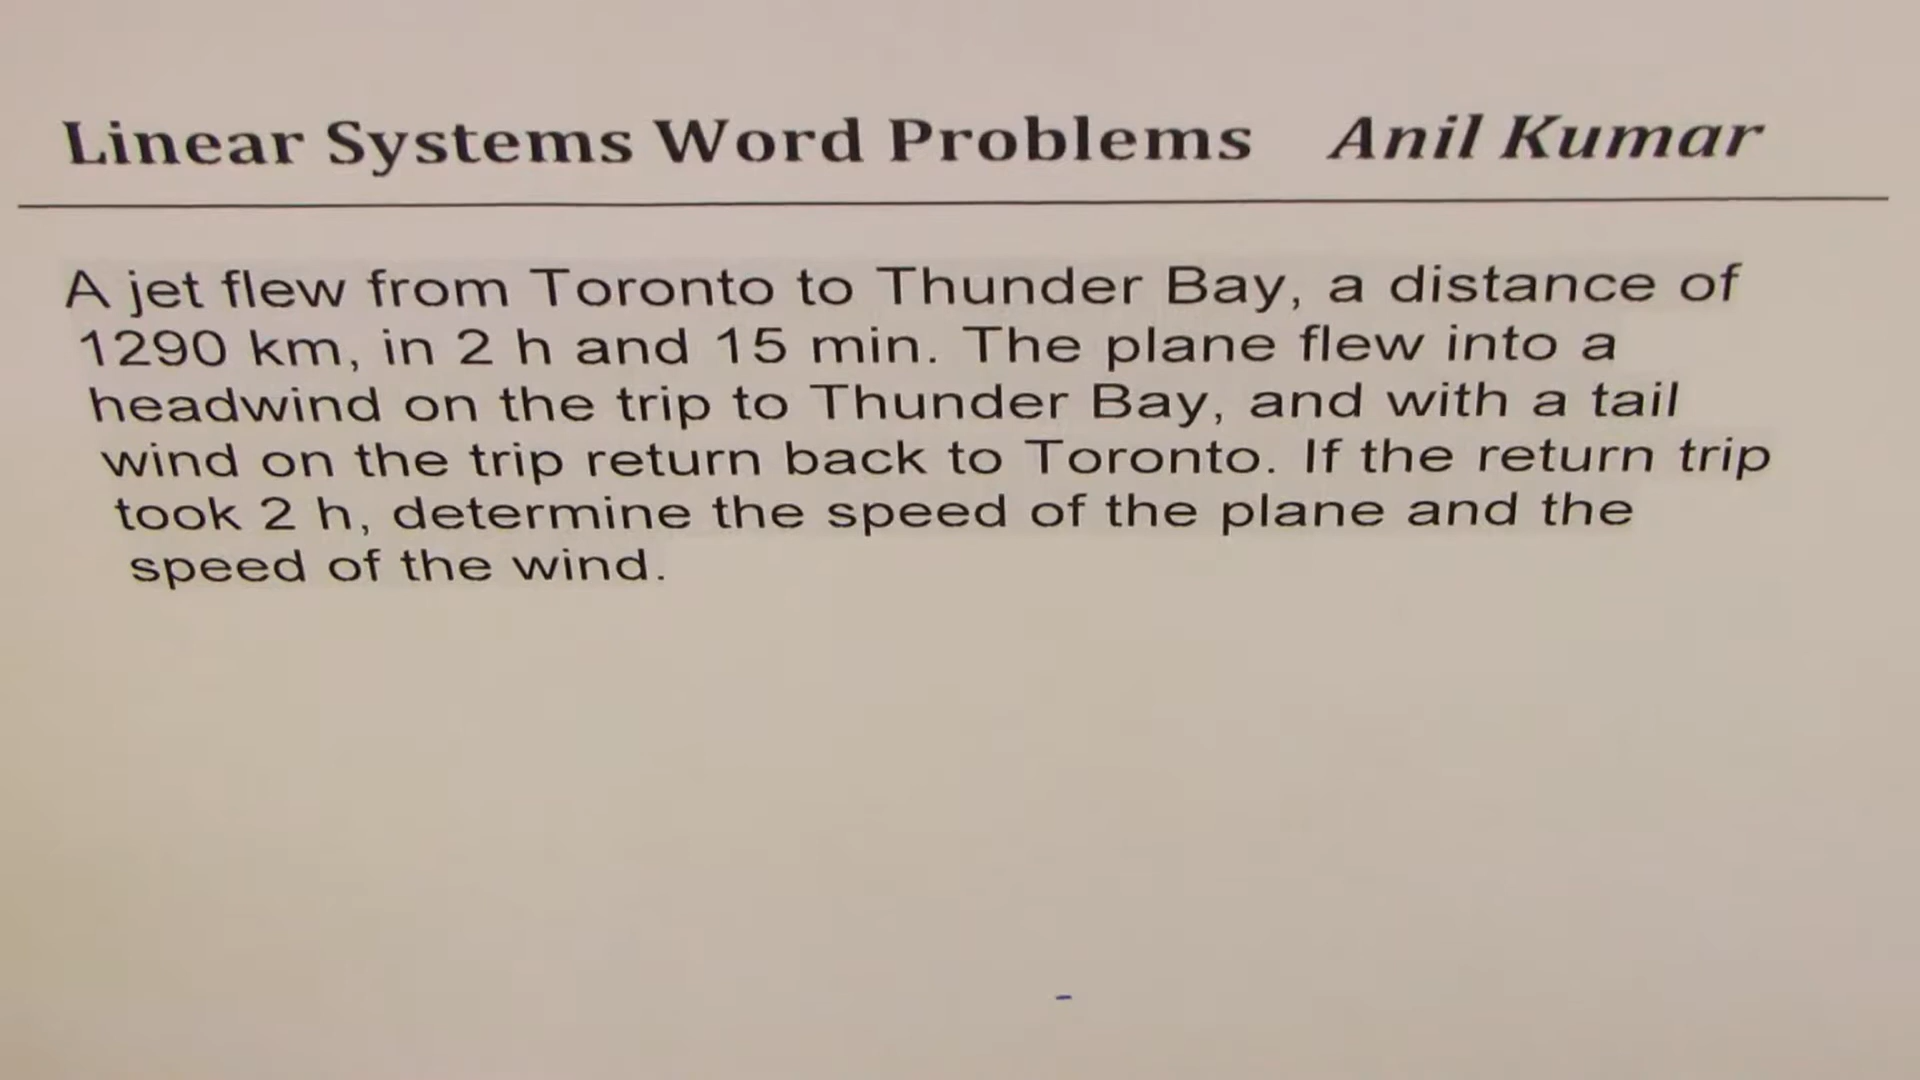 Linear Systems Word Problems Anil Kumar
A jet flew from Toronto to Thunder Bay, a distance of
1290 km, in 2 h and 15 min. The plane flew into a
headwind on the trip to Thunder Bay, and with a tail
wind on the trip return back to Toronto. If the return trip
took 2 h, determine the speed of the plane and the
speed of the wind.